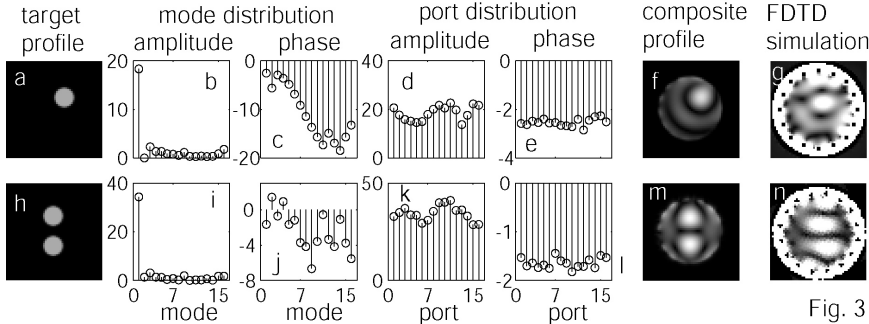 target profile
mode distribution
port distribution
composite profile
FDTD simulation
amplitude phase amplitude phase
a b c d e f g
20 10 0
0 -10 -20
40 20 0
0 -2 -4
h i j k l m n
40 20 0
0 -4 -8
50 0
0 -1 -2
0 7 15 0 7 15 0 7 15 0 7 15
mode mode port port
Fig. 3